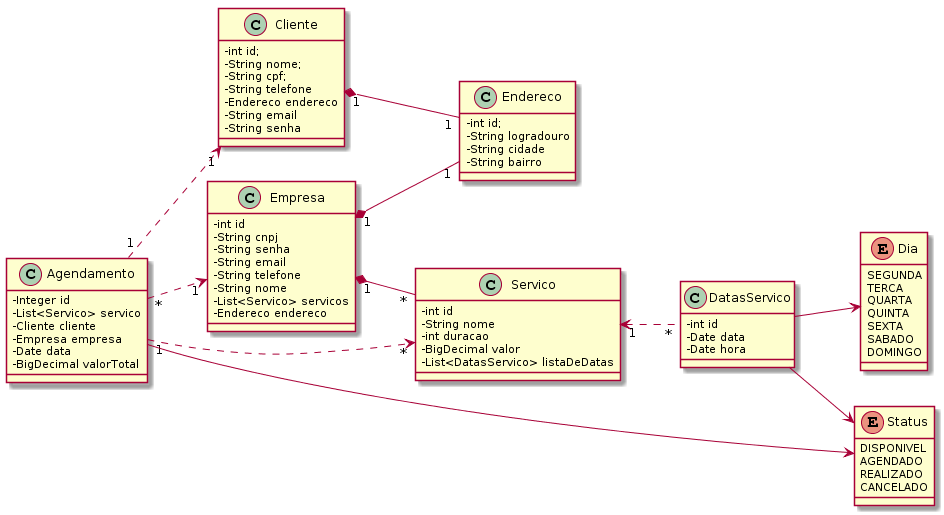 C Cliente
-int id;
-String nome;
-String cpf;
-String telefone
-Endereco endereco
-String email
-String senha
C Endereco
-int id;
-String logradouro
-String cidade
-String bairro
1
1
1
1
1
1
C Empresa
-int id
-String cnpj
-String senha
-String email
-String telefone
-String nome
-List<Servico> servicos
-Endereco endereco
C Agendamento
-Integer id
-List<Servico> servico
-Cliente cliente
-Empresa empresa
-Date data
-BigDecimal valorTotal
*
1
1
*
1
*
C Servico
-int id
-String nome
-int duracao
-BigDecimal valor
-List<DatasServico> listaDeDatas
1
*
C DatasServico
-int id
-Date data
-Date hora
E Dia
SEGUNDA
TERCA
QUARTA
QUINTA
SEXTA
SABADO
DOMINGO
E Status
DISPONIVEL
AGENDADO
REALIZADO
CANCELADO